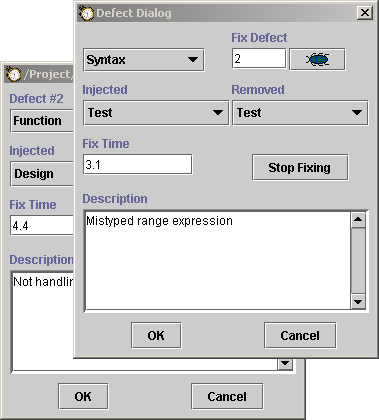 Defect Dialog
Fix Defect
Syntax
2
Injected
Removed
Test
Test
Fix Time
3.1
Stop Fixing
Description
Mistyped range expression
OK
Cancel
/Project/
Defect #2
Function
Injected
Design
Fix Time
4.4
Description
Not
OK
Cancel